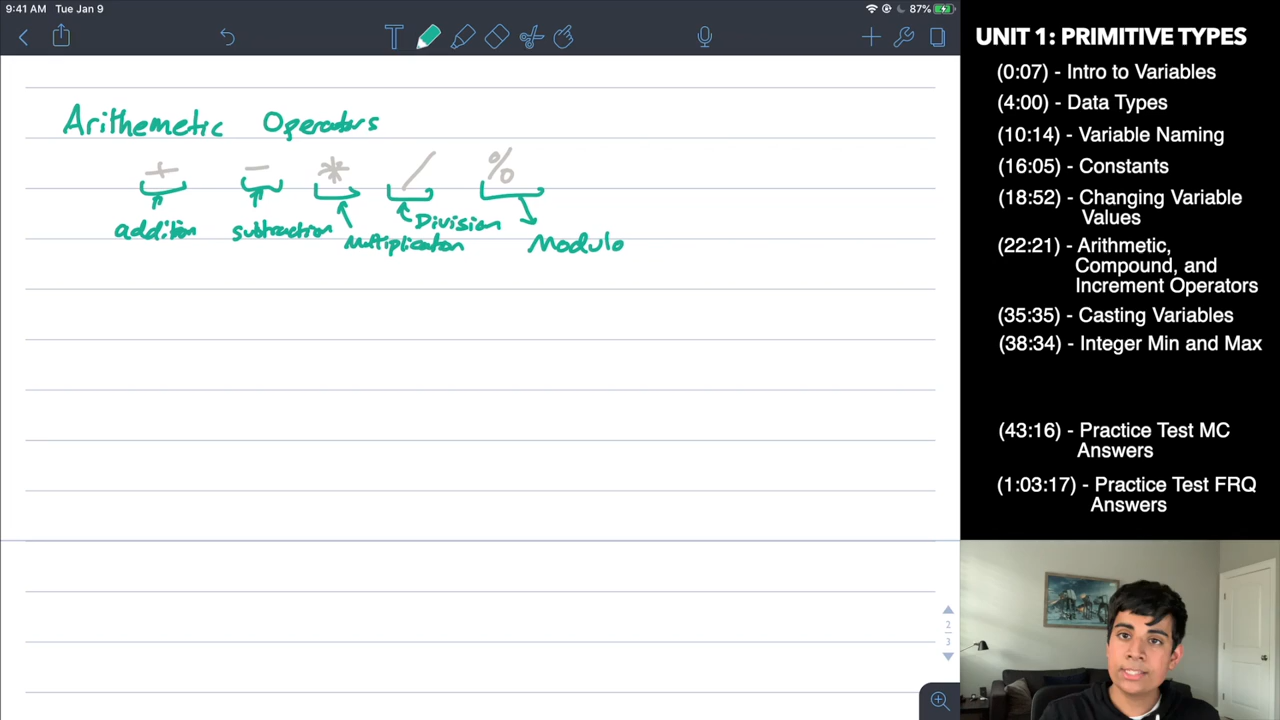 9:41 AM Tue Jan 9
87%
Arithemetic Operators
+ - * / %
addition subtraction Multiplication Division Modulo
2
3
UNIT 1: PRIMITIVE TYPES
(0:07) - Intro to Variables
(4:00) - Data Types
(10:14) - Variable Naming
(16:05) - Constants
(18:52) - Changing Variable
Values
(22:21) - Arithmetic,
Compound, and
Increment Operators
(35:35) - Casting Variables
(38:34) - Integer Min and Max
(43:16) - Practice Test MC
Answers
(1:03:17) - Practice Test FRQ
Answers